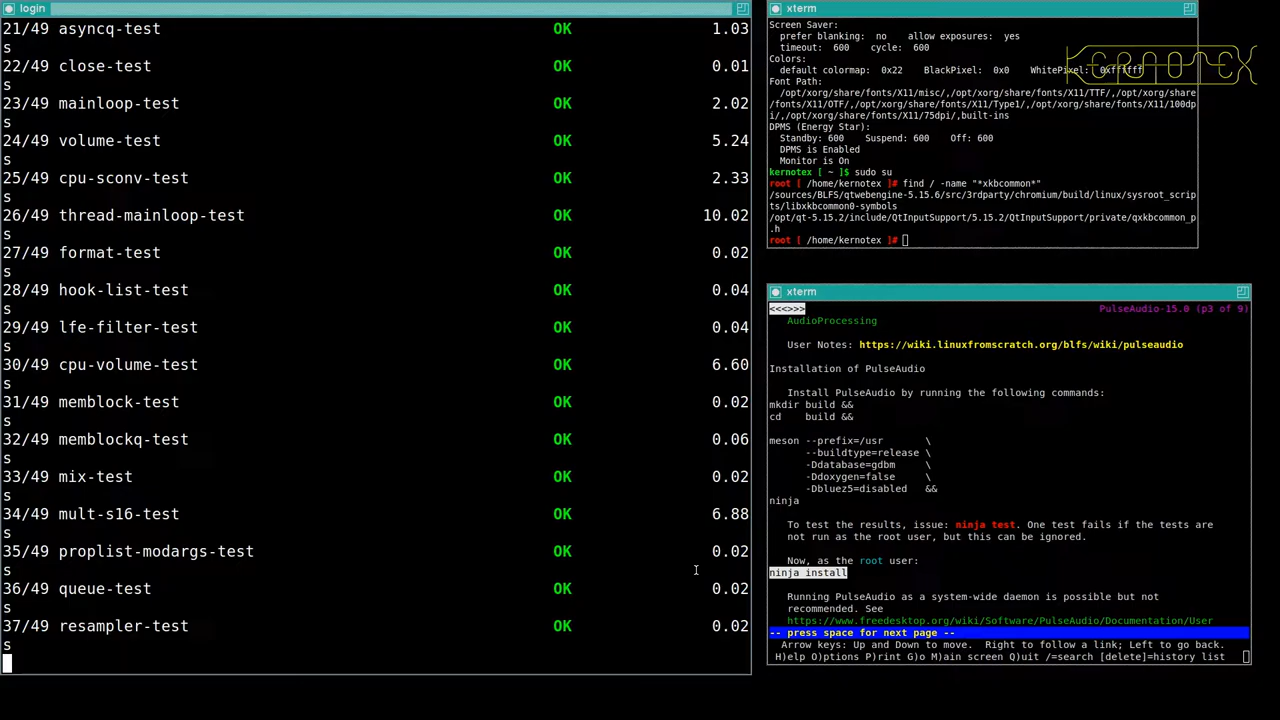 login
21/49 asyncq-test OK 1.03
s
22/49 close-test OK 0.01
s
23/49 mainloop-test OK 2.02
s
24/49 volume-test OK 5.24
s
25/49 cpu-sconv-test OK 2.33
s
26/49 thread-mainloop-test OK 10.02
s
27/49 format-test OK 0.02
s
28/49 hook-list-test OK 0.04
s
29/49 lfe-filter-test OK 0.04
s
30/49 cpu-volume-test OK 6.60
s
31/49 memblock-test OK 0.02
s
32/49 memblockq-test OK 0.06
s
33/49 mix-test OK 0.02
s
34/49 mult-s16-test OK 6.88
s
35/49 proplist-modargs-test OK 0.02
s
36/49 queue-test OK 0.02
s
37/49 resampler-test OK 0.02
s
xterm
Screen Saver:
prefer blanking:  no    allow exposures:  yes
timeout:  600    cycle:  600
Colors:
default colormap:  0x22    BlackPixel:  0x0    WhitePixel:  0xffffff
Font Path:
/opt/xorg/share/fonts/X11/misc/,/opt/xorg/share/fonts/X11/TTF/,/opt/xorg/share
/fonts/X11/OTF/,/opt/xorg/share/fonts/X11/Type1/,/opt/xorg/share/fonts/X11/100dp
i/,/opt/xorg/share/fonts/X11/75dpi/,built-ins
DPMS (Energy Star):
Standby: 600    Suspend: 600    Off: 600
DPMS is Enabled
Monitor is On
kernotex [ ~ ]$ sudo su
root [ /home/kernotex ]# find / -name "*xkbcommon*"
/sources/BLFS/qtwebengine-5.15.6/src/3rdparty/chromium/build/linux/sysroot_scrip
ts/libxkbcommon0-symbols
/opt/qt-5.15.2/include/QtInputSupport/5.15.2/QtInputSupport/private/qxkbcommon_p
.h
root [ /home/kernotex ]#
KERNOTEX
xterm
<<<>>> PulseAudio-15.0 (p3 of 9)
AudioProcessing
User Notes: https://wiki.linuxfromscratch.org/blfs/wiki/pulseaudio
Installation of PulseAudio
Install PulseAudio by running the following commands:
mkdir build &&
cd    build &&
meson --prefix=/usr       \
--buildtype=release \
-Ddatabase=gdbm     \
-Ddoxygen=false     \
-Dbluez5=disabled   &&
ninja
To test the results, issue: ninja test. One test fails if the tests are
not run as the root user, but this can be ignored.
Now, as the root user:
ninja install
Running PulseAudio as a system-wide daemon is possible but not
recommended. See
https://www.freedesktop.org/wiki/Software/PulseAudio/Documentation/User
-- press space for next page --
Arrow keys: Up and Down to move.  Right to follow a link; Left to go back.
H)elp O)ptions P)rint G)o M)ain screen Q)uit /=search [delete]=history list